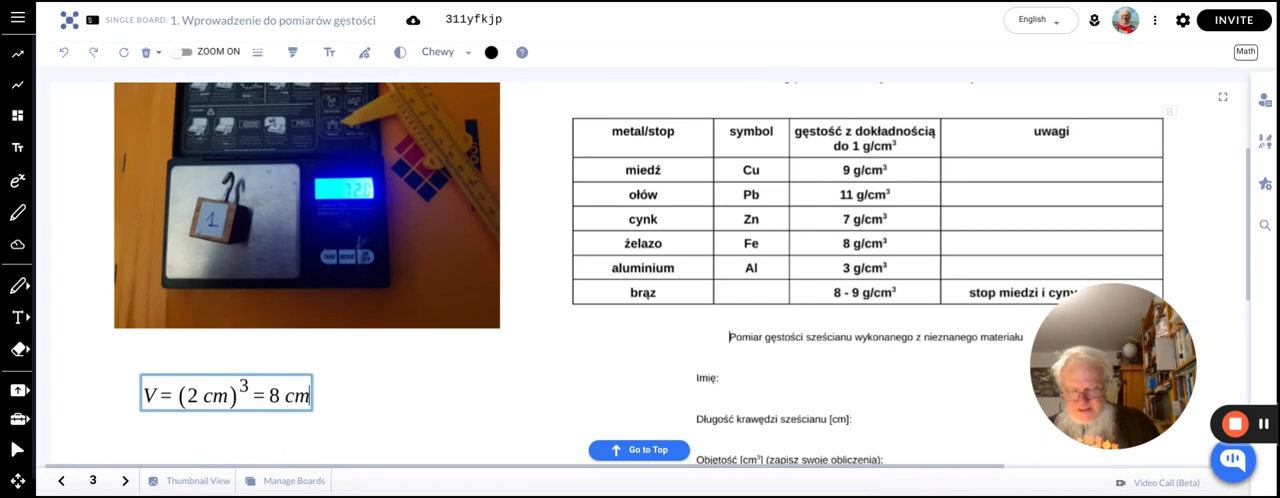 SINGLE BOARD: 1. Wprowadzenie do pomiarów gęstości
311yfkjp
English
INVITE
ZOOM ON
Chewy
Math
1
72.8
metal/stop symbol gęstość z dokładnością do 1 g/cm³ uwagi
miedź Cu 9 g/cm³
ołów Pb 11 g/cm³
cynk Zn 7 g/cm³
żelazo Fe 8 g/cm³
aluminium Al 3 g/cm³
brąz 8 - 9 g/cm³ stop miedzi i cyny
Pomiar gęstości sześcianu wykonanego z nieznanego materiału
Imię:
V = (2 cm)³ = 8 cm
Długość krawędzi sześcianu [cm]:
Go to Top
Objętość [cm³] (zapisz swoje obliczenia):
3
Thumbnail View
Manage Boards
Video Call (Beta)